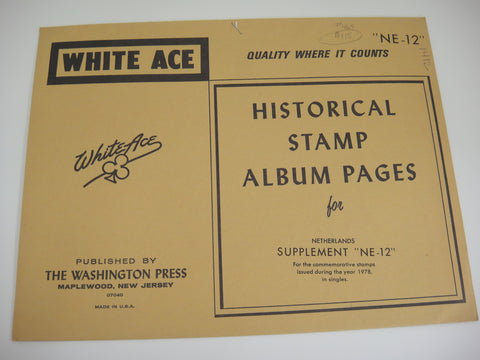 WHITE ACE
QUALITY WHERE IT COUNTS
"NE-12"
White Ace
PUBLISHED BY
THE WASHINGTON PRESS
MAPLEWOOD, NEW JERSEY
07040
MADE IN U.S.A.
HISTORICAL
STAMP
ALBUM PAGES
for
NETHERLANDS
SUPPLEMENT "NE-12"
For the commemorative stamps
issued during the year 1978,
in singles.